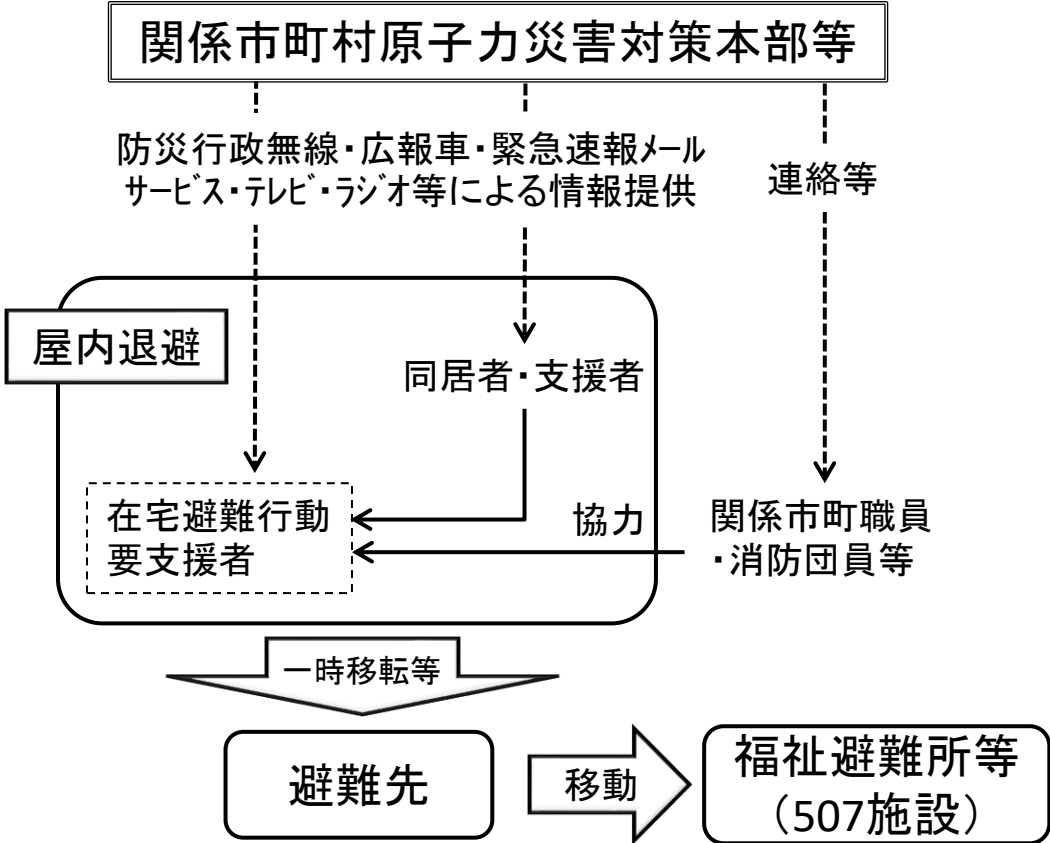 関係市町村原子力災害対策本部等
防災行政無線・広報車・緊急速報ﾒｰﾙ
ｻｰﾋﾞｽ・ﾃﾚﾋﾞ・ﾗｼﾞｵ等による情報提供
連絡等
屋内退避
同居者・支援者
在宅避難行動
要支援者
協力
関係市町職員
・消防団員等
一時移転等
避難先
移動
福祉避難所等
（507施設）